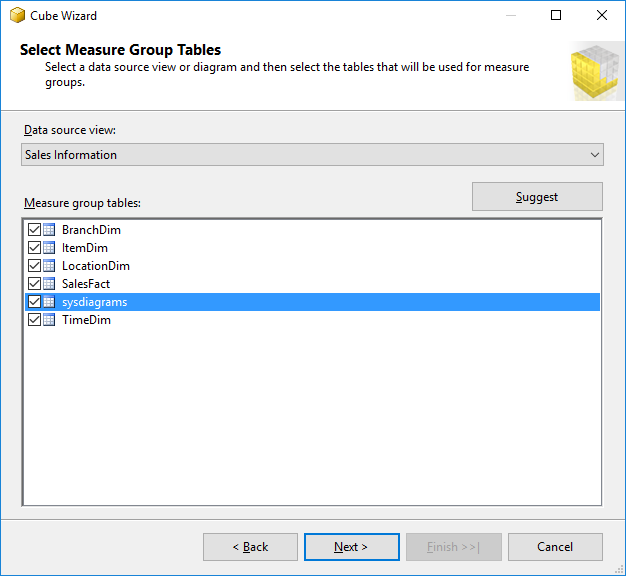 Cube Wizard
Select Measure Group Tables
Select a data source view or diagram and then select the tables that will be used for measure
groups.
Data source view:
Sales Information
Measure group tables:
Suggest
BranchDim
ItemDim
LocationDim
SalesFact
sysdiagrams
TimeDim
< Back
Next >
Finish >>|
Cancel